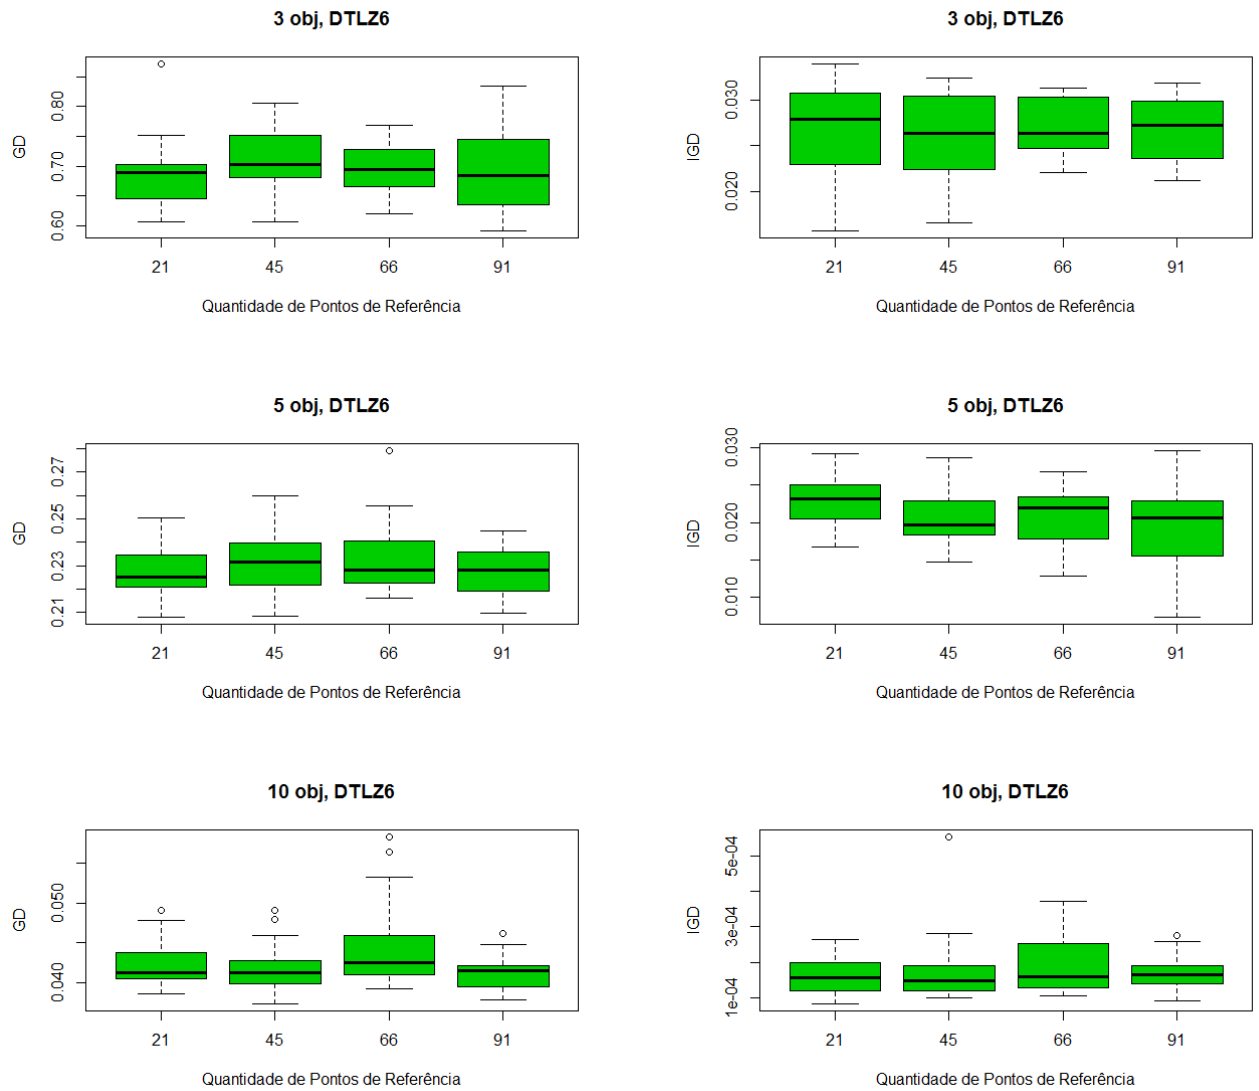 3 obj, DTLZ6
GD
0.60
0.70
0.80
21 45 66 91
Quantidade de Pontos de Referência
3 obj, DTLZ6
IGD
0.020
0.030
21 45 66 91
Quantidade de Pontos de Referência
5 obj, DTLZ6
GD
0.21
0.23
0.25
0.27
21 45 66 91
Quantidade de Pontos de Referência
5 obj, DTLZ6
IGD
0.010
0.020
0.030
21 45 66 91
Quantidade de Pontos de Referência
10 obj, DTLZ6
GD
0.040
0.050
21 45 66 91
Quantidade de Pontos de Referência
10 obj, DTLZ6
IGD
1e-04
3e-04
5e-04
21 45 66 91
Quantidade de Pontos de Referência